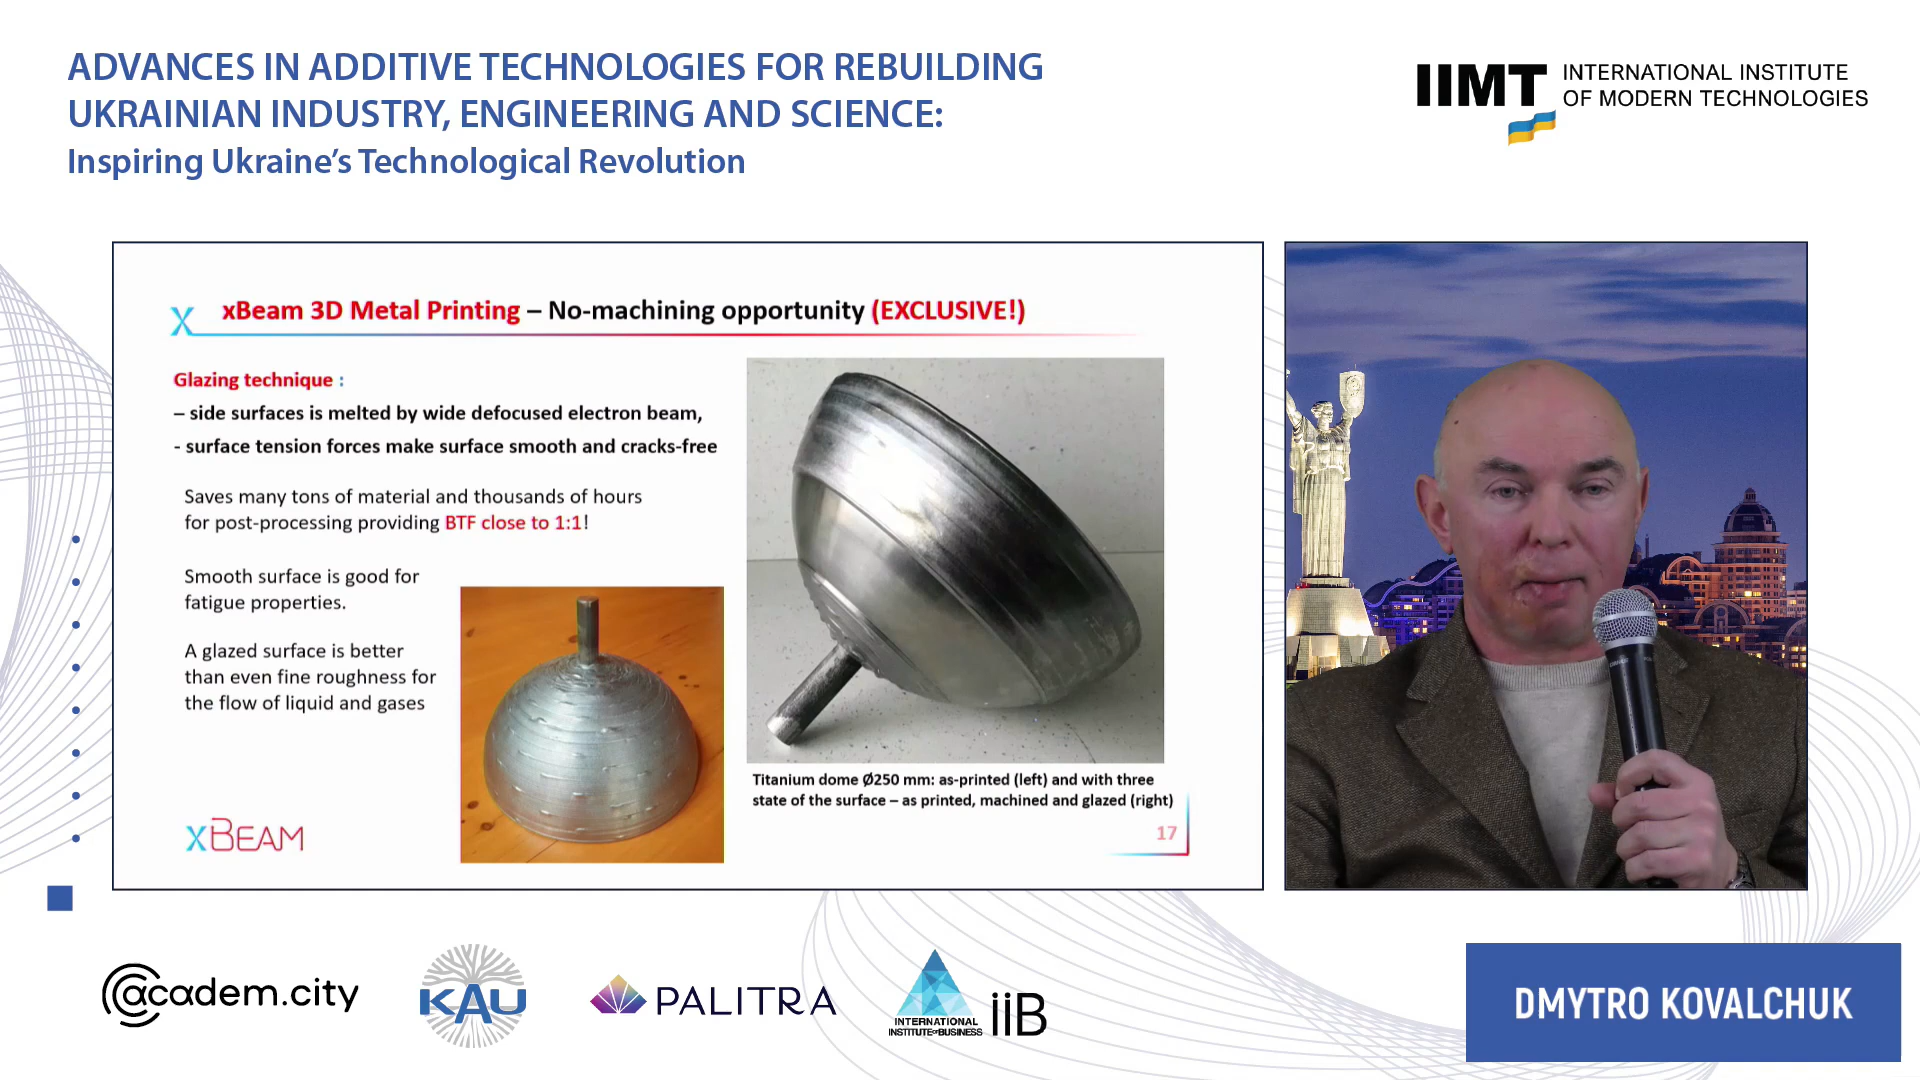 ADVANCES IN ADDITIVE TECHNOLOGIES FOR REBUILDING
UKRAINIAN INDUSTRY, ENGINEERING AND SCIENCE:
Inspiring Ukraine’s Technological Revolution
IIMT
INTERNATIONAL INSTITUTE
OF MODERN TECHNOLOGIES
X
xBeam 3D Metal Printing – No-machining opportunity (EXCLUSIVE!)
Glazing technique :
– side surfaces is melted by wide defocused electron beam,
- surface tension forces make surface smooth and cracks-free
Saves many tons of material and thousands of hours
for post-processing providing BTF close to 1:1!
Smooth surface is good for
fatigue properties.
A glazed surface is better
than even fine roughness for
the flow of liquid and gases
Titanium dome Ø250 mm: as-printed (left) and with three
state of the surface – as printed, machined and glazed (right)
17
xBEAM
@cadem.city
KAU
PALITRA
INTERNATIONAL
INSTITUTE OF BUSINESS
iiB
DMYTRO KOVALCHUK